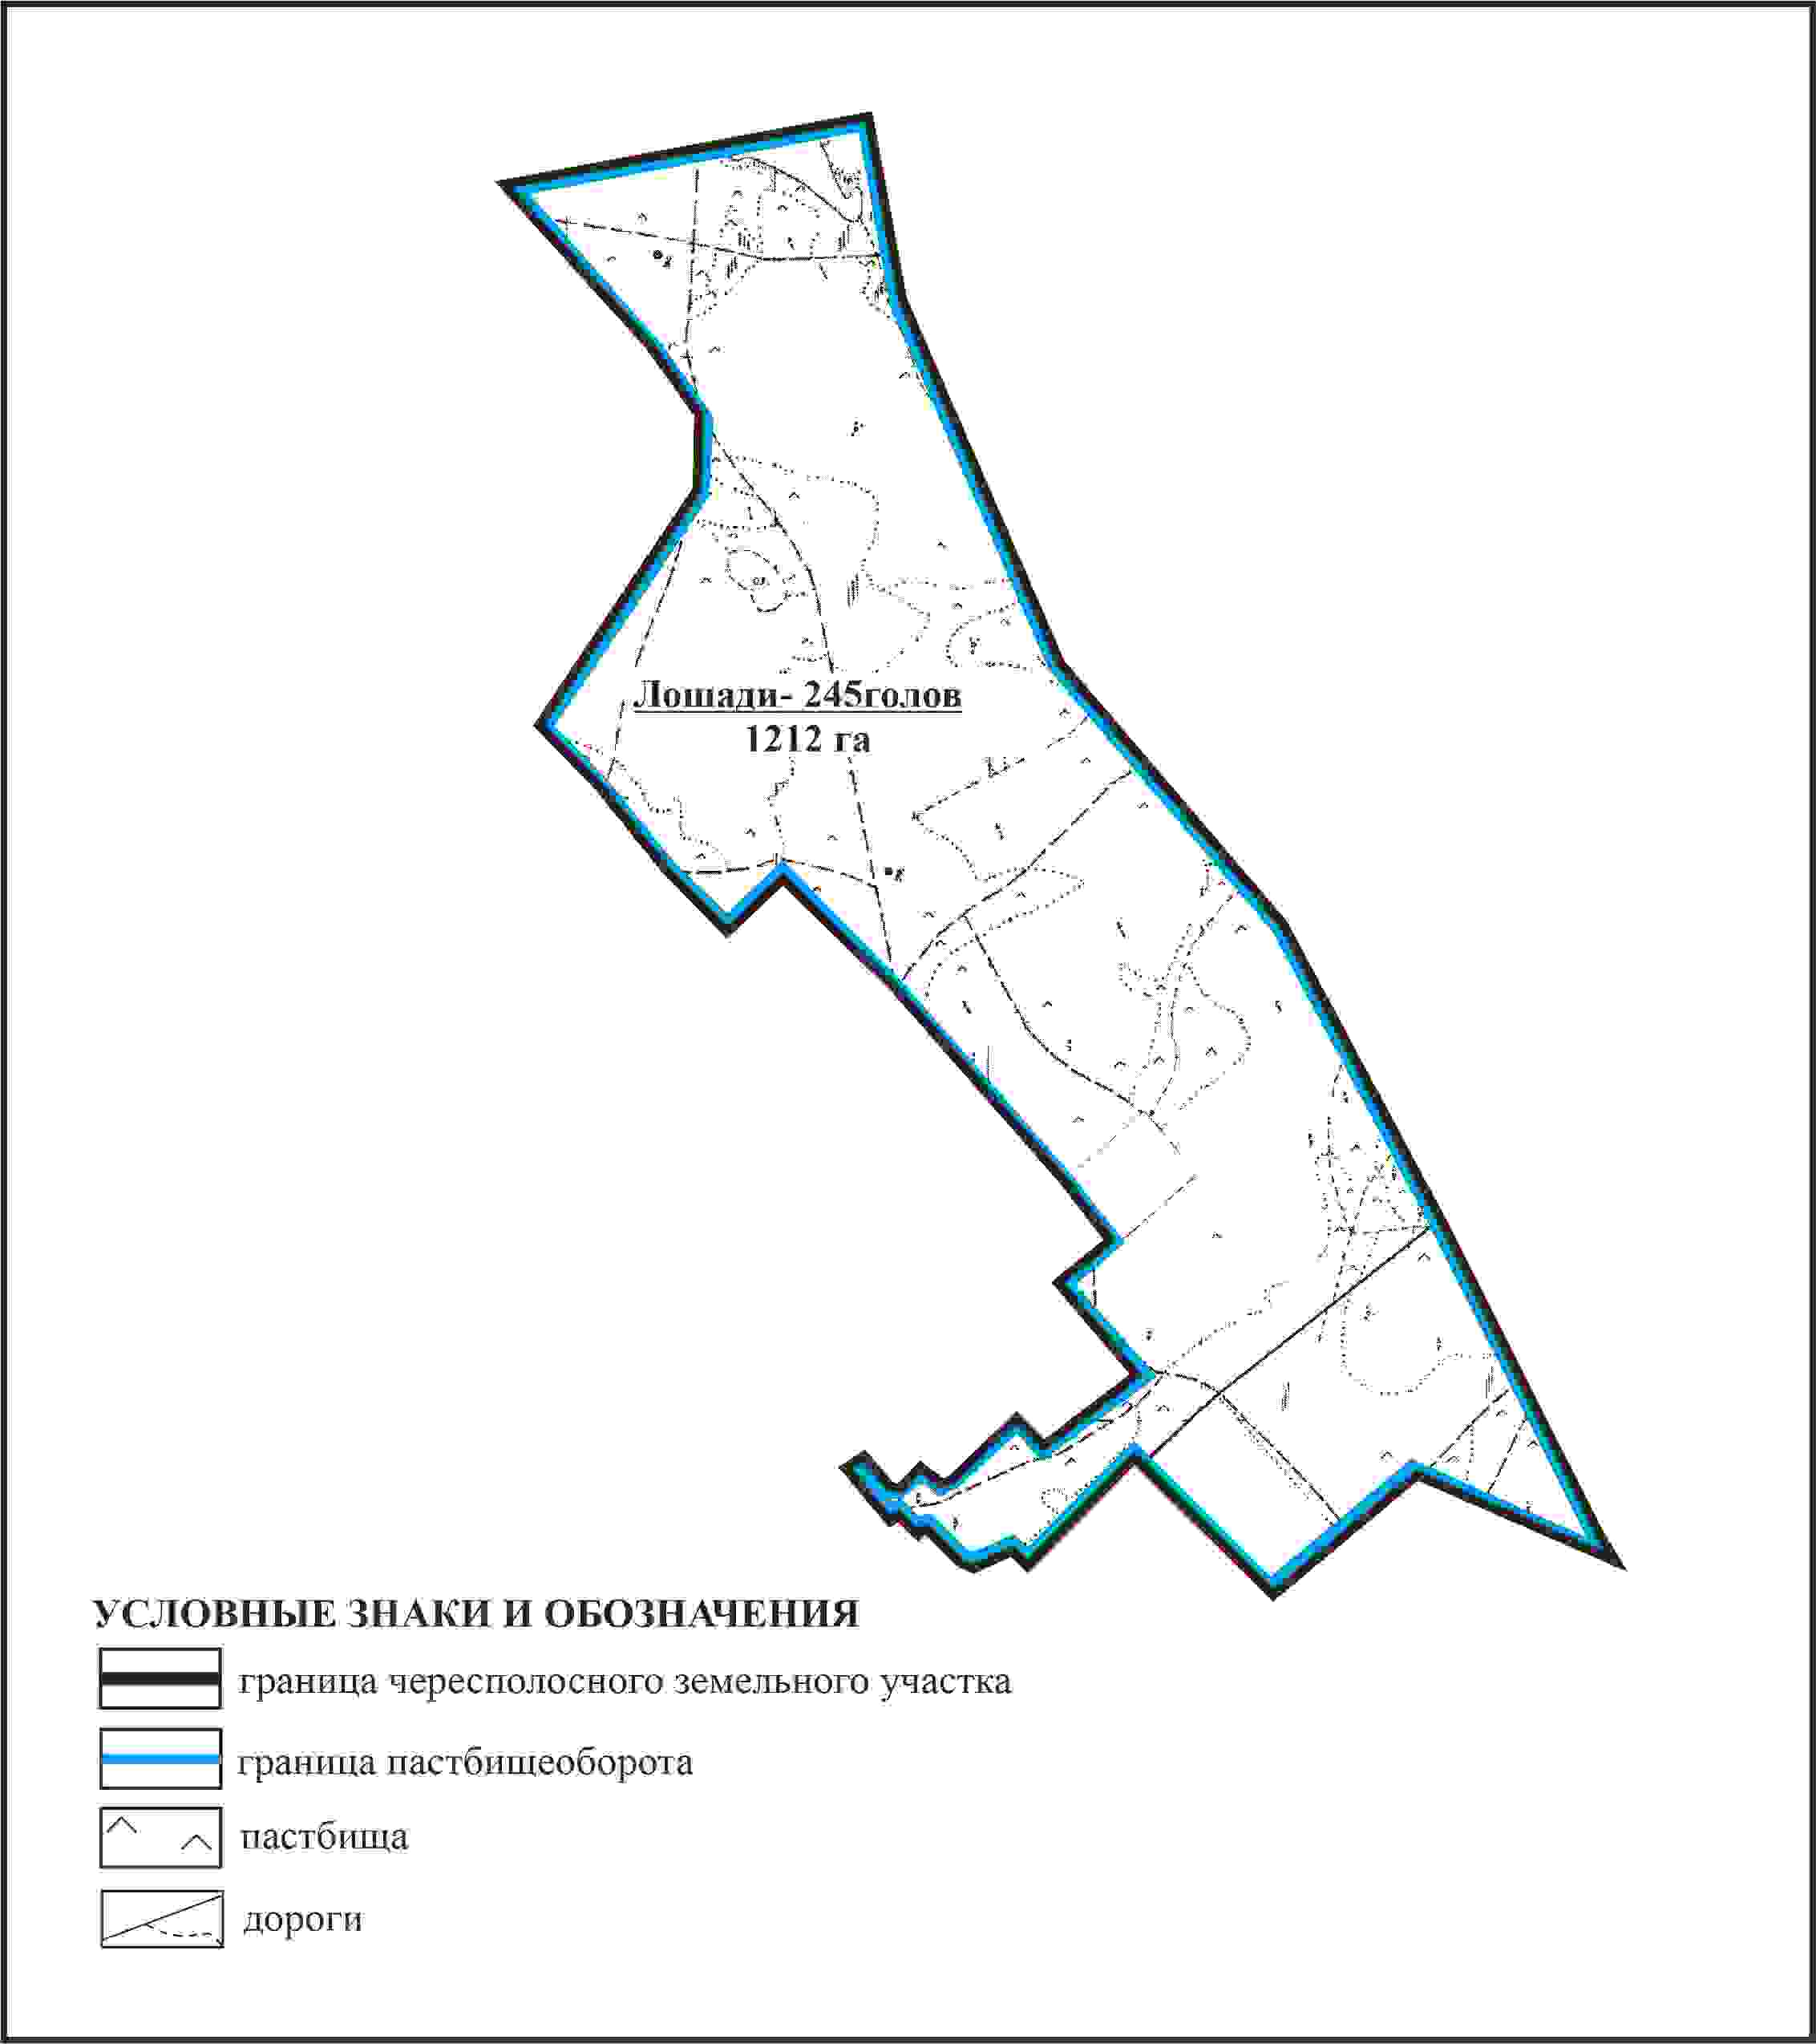 Лошади- 245голов
1212 га
УСЛОВНЫЕ ЗНАКИ И ОБОЗНАЧЕНИЯ
граница чересполосного земельного участка
граница пастбищеоборота
пастбища
дороги